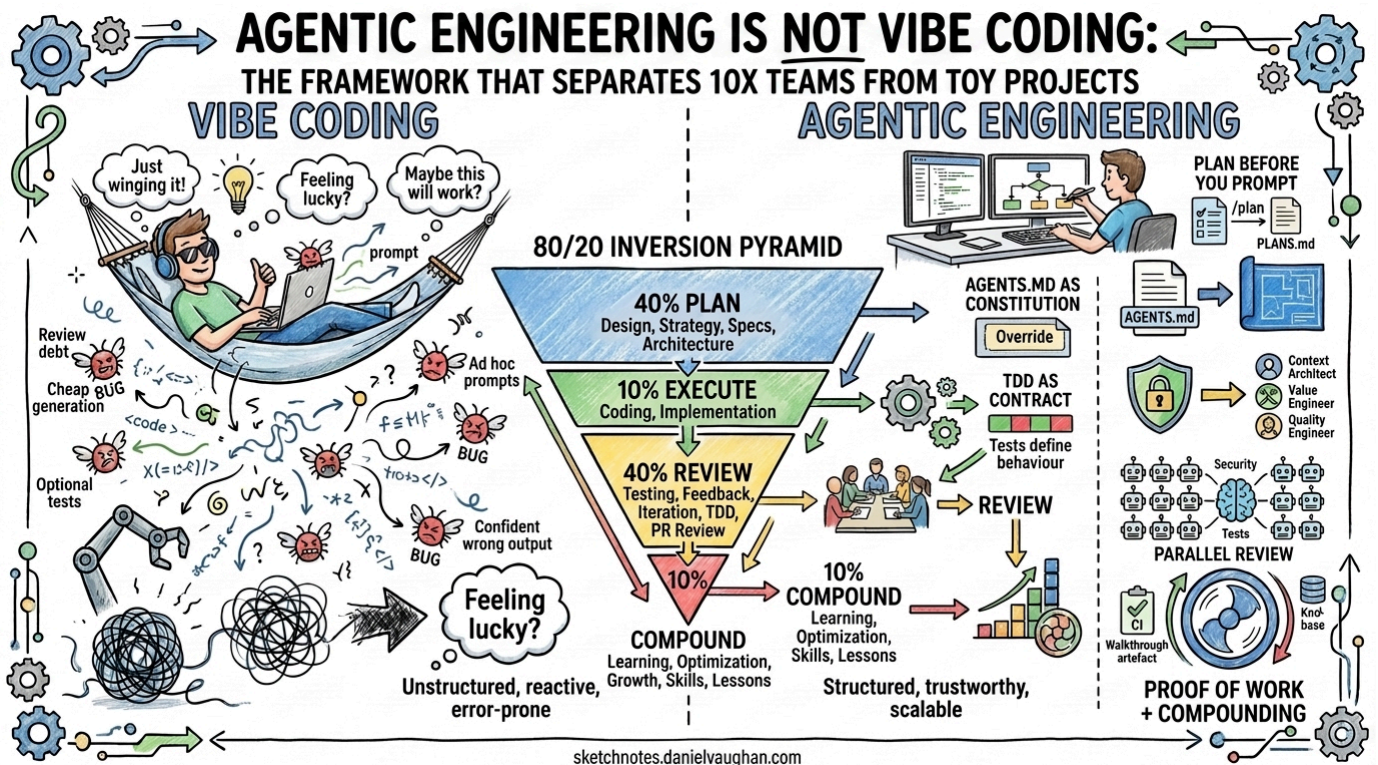 AGENTIC ENGINEERING IS NOT VIBE CODING:
THE FRAMEWORK THAT SEPARATES 10X TEAMS FROM TOY PROJECTS
VIBE CODING
Just
winging it!
Feeling
lucky?
Maybe this
will work?
prompt
Review
debt
BUG
Cheap
generation
Ad hoc
prompts
<code>...
BUG
Optional
tests
Confident
wrong output
BUG
Feeling
lucky?
Unstructured, reactive,
error-prone
80/20 INVERSION PYRAMID
40% PLAN
Design, Strategy, Specs,
Architecture
10% EXECUTE
Coding, Implementation
40% REVIEW
Testing, Feedback,
Iteration, TDD,
PR Review
10%
COMPOUND
Learning, Optimization,
Growth, Skills, Lessons
AGENTIC ENGINEERING
AGENTS.MD AS
CONSTITUTION
Override
TDD AS
CONTRACT
Tests define
behaviour
REVIEW
10%
COMPOUND
Learning,
Optimization,
Skills, Lessons
Structured, trustworthy,
scalable
PLAN BEFORE
YOU PROMPT
/plan
PLANS.md
AGENTS.md
Context
Architect
Value
Engineer
Quality
Engineer
Security
Tests
PARALLEL REVIEW
CI
Walkthrough
artefact
base
PROOF OF WORK
+ COMPOUNDING
sketchnotes.danielvaughan.com